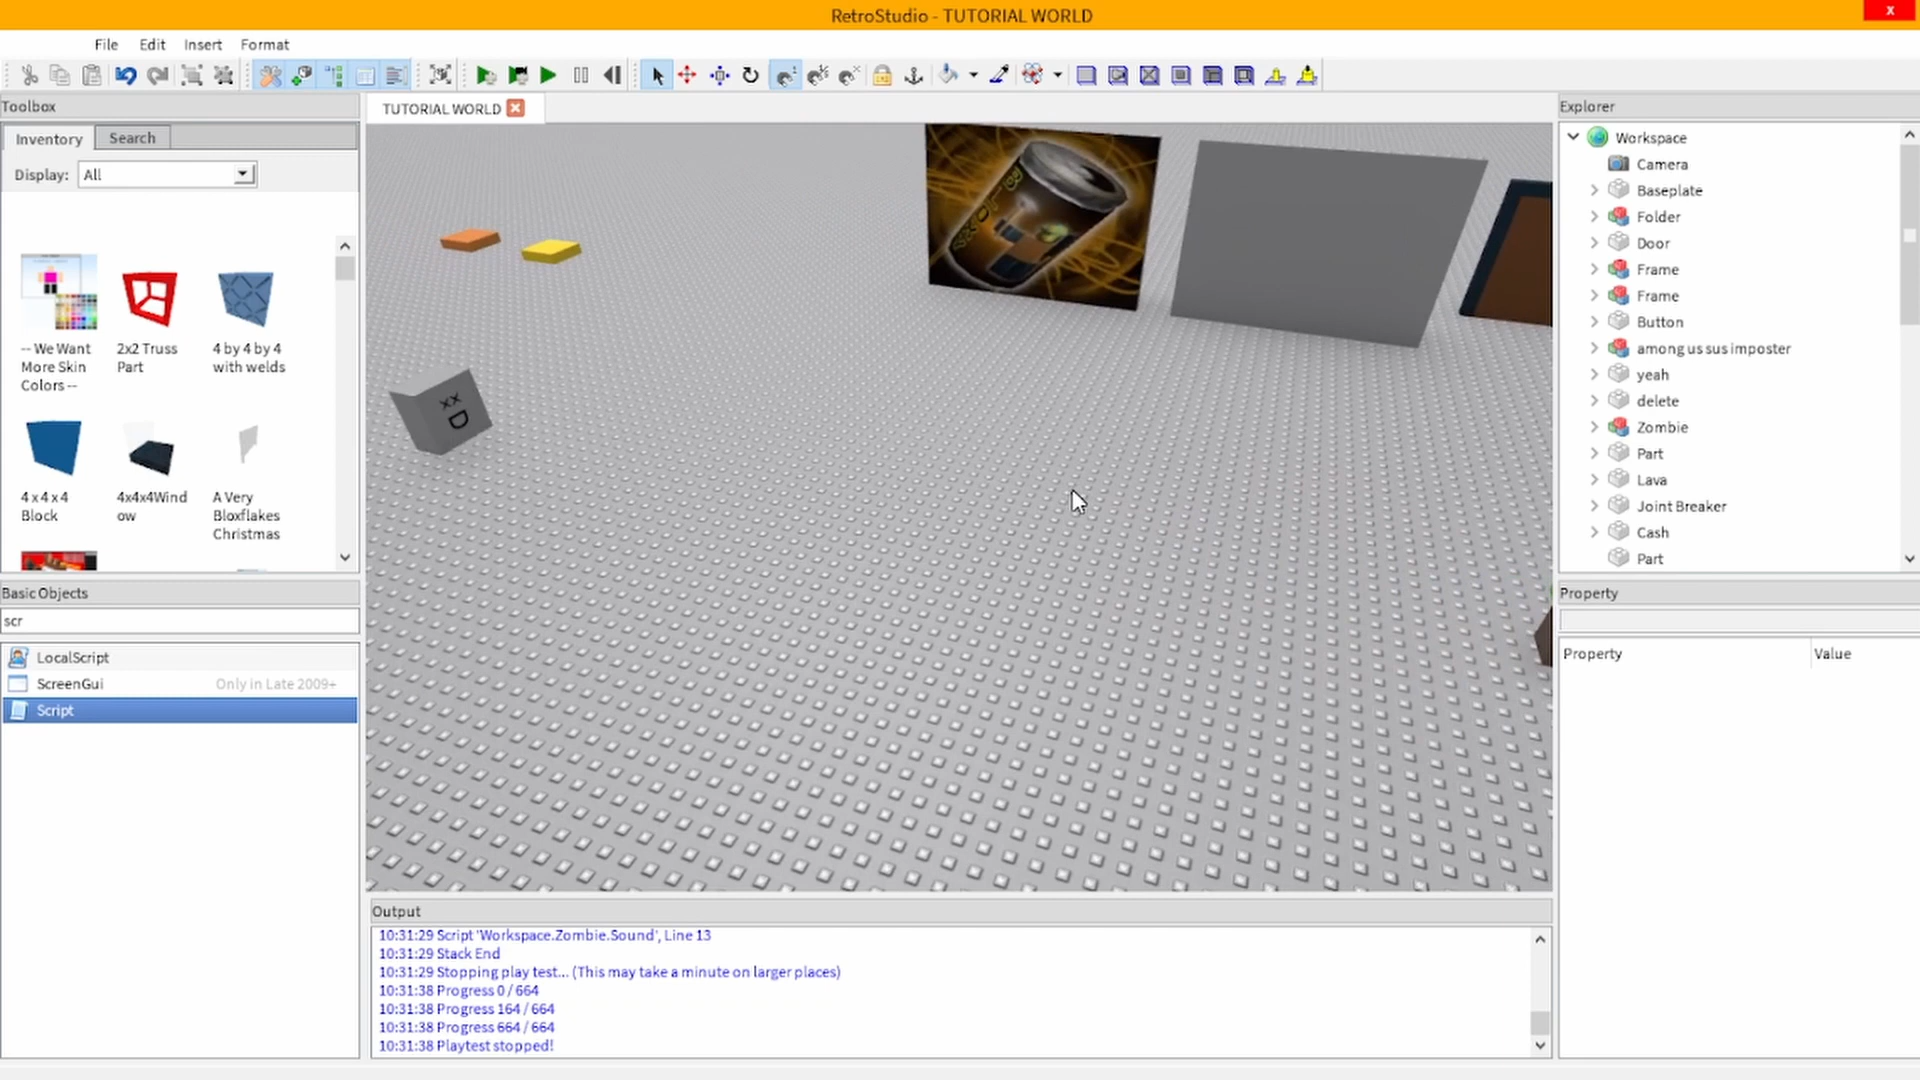 RetroStudio - TUTORIAL WORLD
x
File Edit Insert Format
Toolbox
Inventory Search
Display: All
-- We Want
More Skin
Colors --
2x2 Truss
Part
4 by 4 by 4
with welds
4 x 4 x 4
Block
4x4x4Wind
ow
A Very
Bloxflakes
Christmas
Basic Objects
scr
LocalScript
ScreenGui Only in Late 2009+
Script
TUTORIAL WORLD
XX
D
Output
10:31:29 Script 'Workspace.Zombie.Sound', Line 13
10:31:29 Stack End
10:31:29 Stopping play test... (This may take a minute on larger places)
10:31:38 Progress 0 / 664
10:31:38 Progress 164 / 664
10:31:38 Progress 664 / 664
10:31:38 Playtest stopped!
Explorer
Workspace
Camera
Baseplate
Folder
Door
Frame
Frame
Button
among us sus imposter
yeah
delete
Zombie
Part
Lava
Joint Breaker
Cash
Part
Property
Property Value